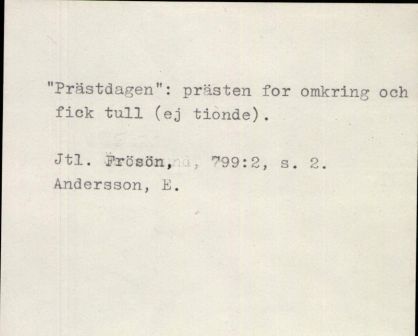 "Prästdagen": prästen for omkring och
fick tull (ej tionde).
Jtl. Frösön, 799:2, s. 2.
Andersson, E.